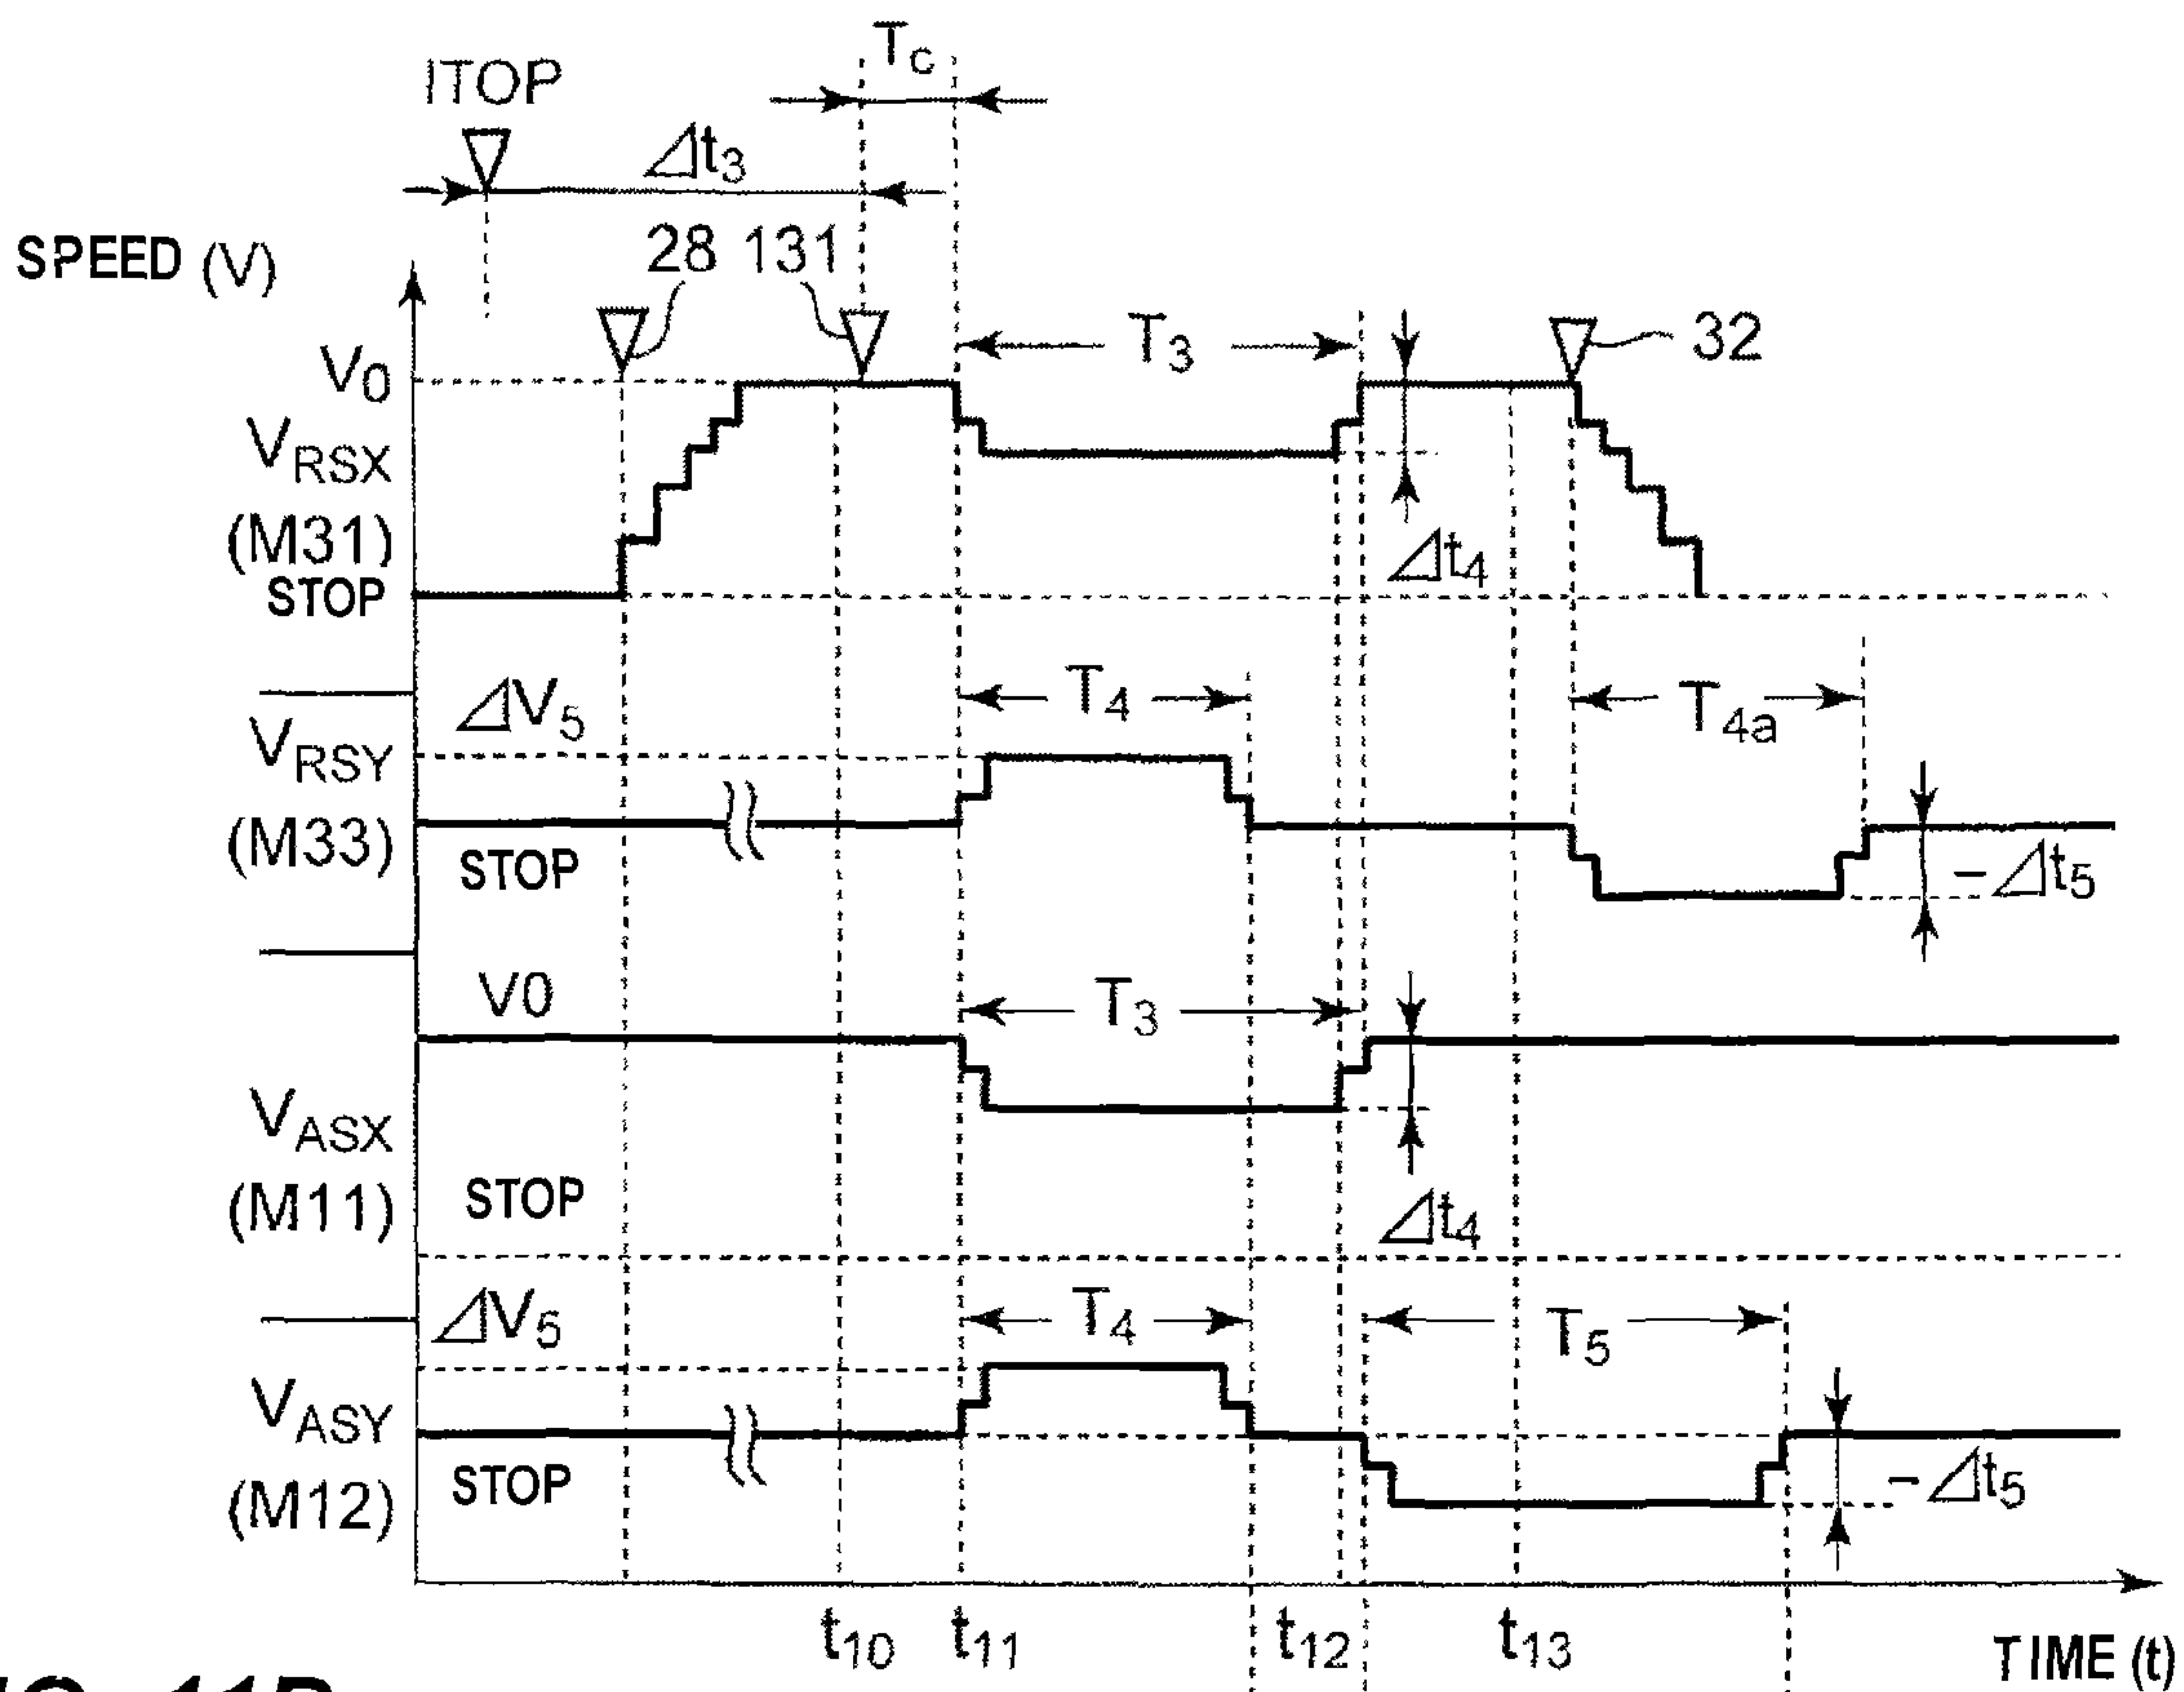 Tc
ITOP
Δt3
28 131
SPEED (V)
V0
T3
32
VRSX
(M31)
Δt4
STOP
ΔV5
T4
T4a
VRSY
(M33)
STOP
−Δt5
V0
T3
VASX
(M11)
STOP
Δt4
ΔV5
T4
T5
VASY
(M12)
STOP
−Δt5
t10 t11 t12 t13
TIME (t)